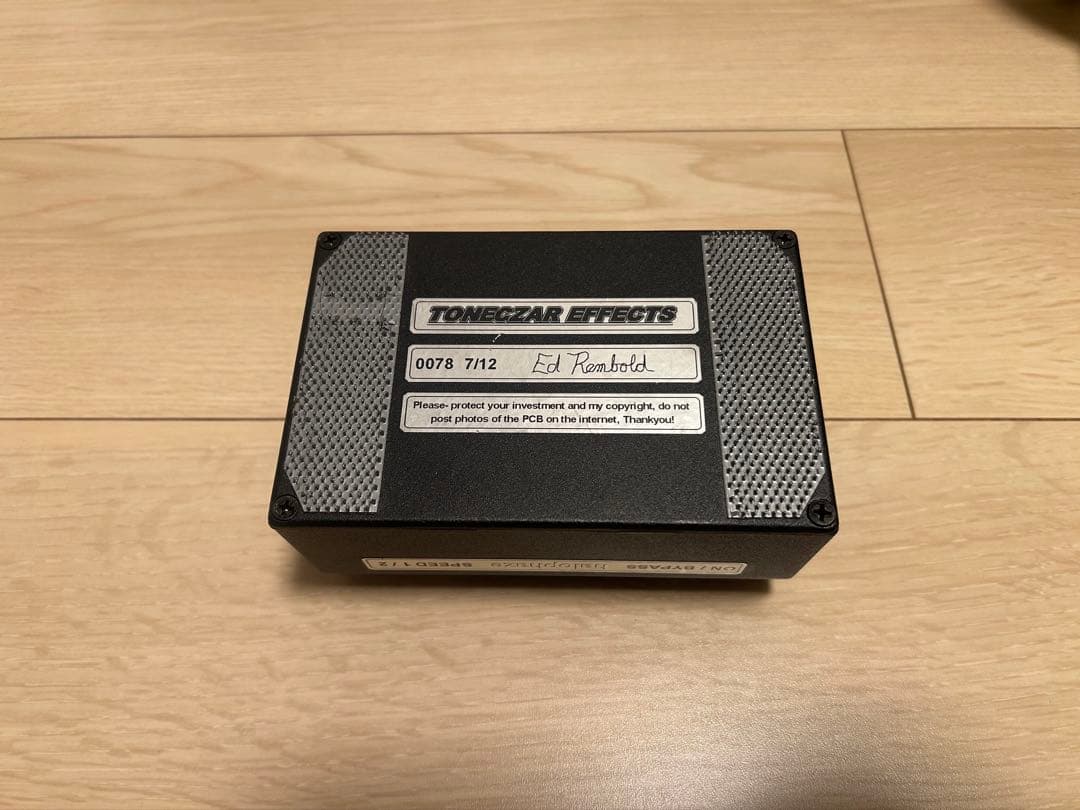 TONECZAR EFFECTS
0078 7/12 Ed Rembold
Please- protect your investment and my copyright, do not
post photos of the PCB on the internet, Thankyou!
ON / BYPASS halophaze SPEED 1 / 2